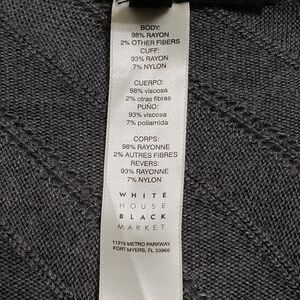 BODY:
98% RAYON
2% OTHER FIBERS
CUFF:
93% RAYON
7% NYLON
CUERPO:
98% viscosa
2% otras fibras
PUÑO:
93% viscosa
7% poliamida
CORPS:
98% RAYONNE
2% AUTRES FIBRES
REVERS:
93% RAYONNE
7% NYLON
WHITE
HOUSE
BLACK
MARKET
11215 METRO PARKWAY
FORT MYERS, FL 33966